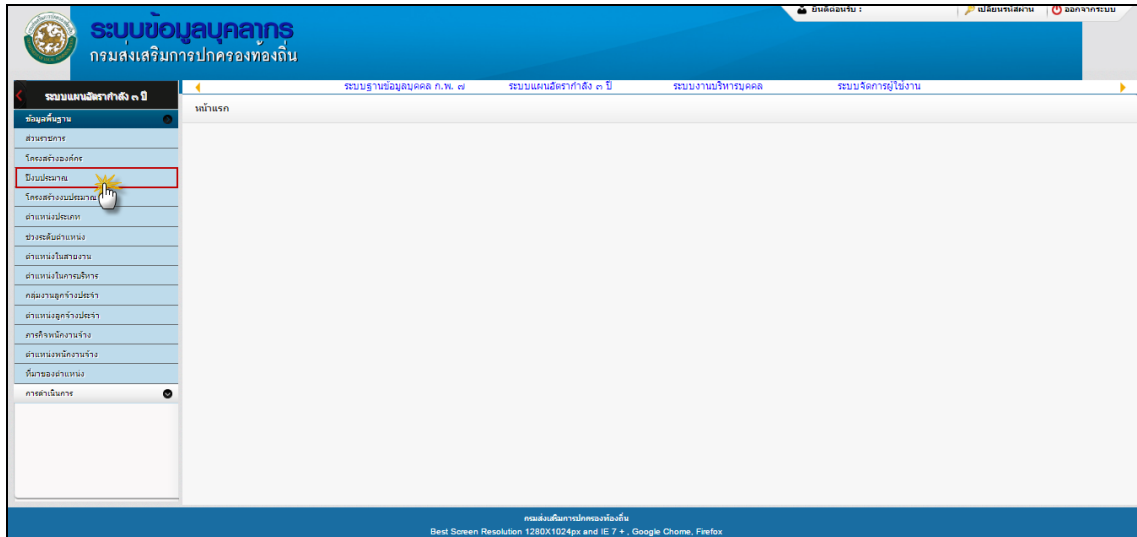 ยินดีต้อนรับ : เปลี่ยนรหัสผ่าน ออกจากระบบ
ระบบข้อมูลบุคลากร
กรมส่งเสริมการปกครองท้องถิ่น
ระบบฐานข้อมูลบุคคล ก.พ. ๗ ระบบแผนอัตรากำลัง ๓ ปี ระบบงานบริหารบุคคล ระบบจัดการผู้ใช้งาน
ระบบแผนอัตรากำลัง ๓ ปี
หน้าแรก
ข้อมูลพื้นฐาน
ส่วนราชการ
โครงสร้างองค์กร
ปีงบประมาณ
โครงสร้างงบประมาณ
ตำแหน่งประเภท
ช่วงระดับตำแหน่ง
ตำแหน่งในสายงาน
ตำแหน่งในการบริหาร
กลุ่มงานลูกจ้างประจำ
ตำแหน่งลูกจ้างประจำ
ภารกิจพนักงานจ้าง
ตำแหน่งพนักงานจ้าง
ที่มาของตำแหน่ง
การดำเนินการ
กรมส่งเสริมการปกครองท้องถิ่น
Best Screen Resolution 1280X1024px and IE 7 + , Google Chome, Firefox